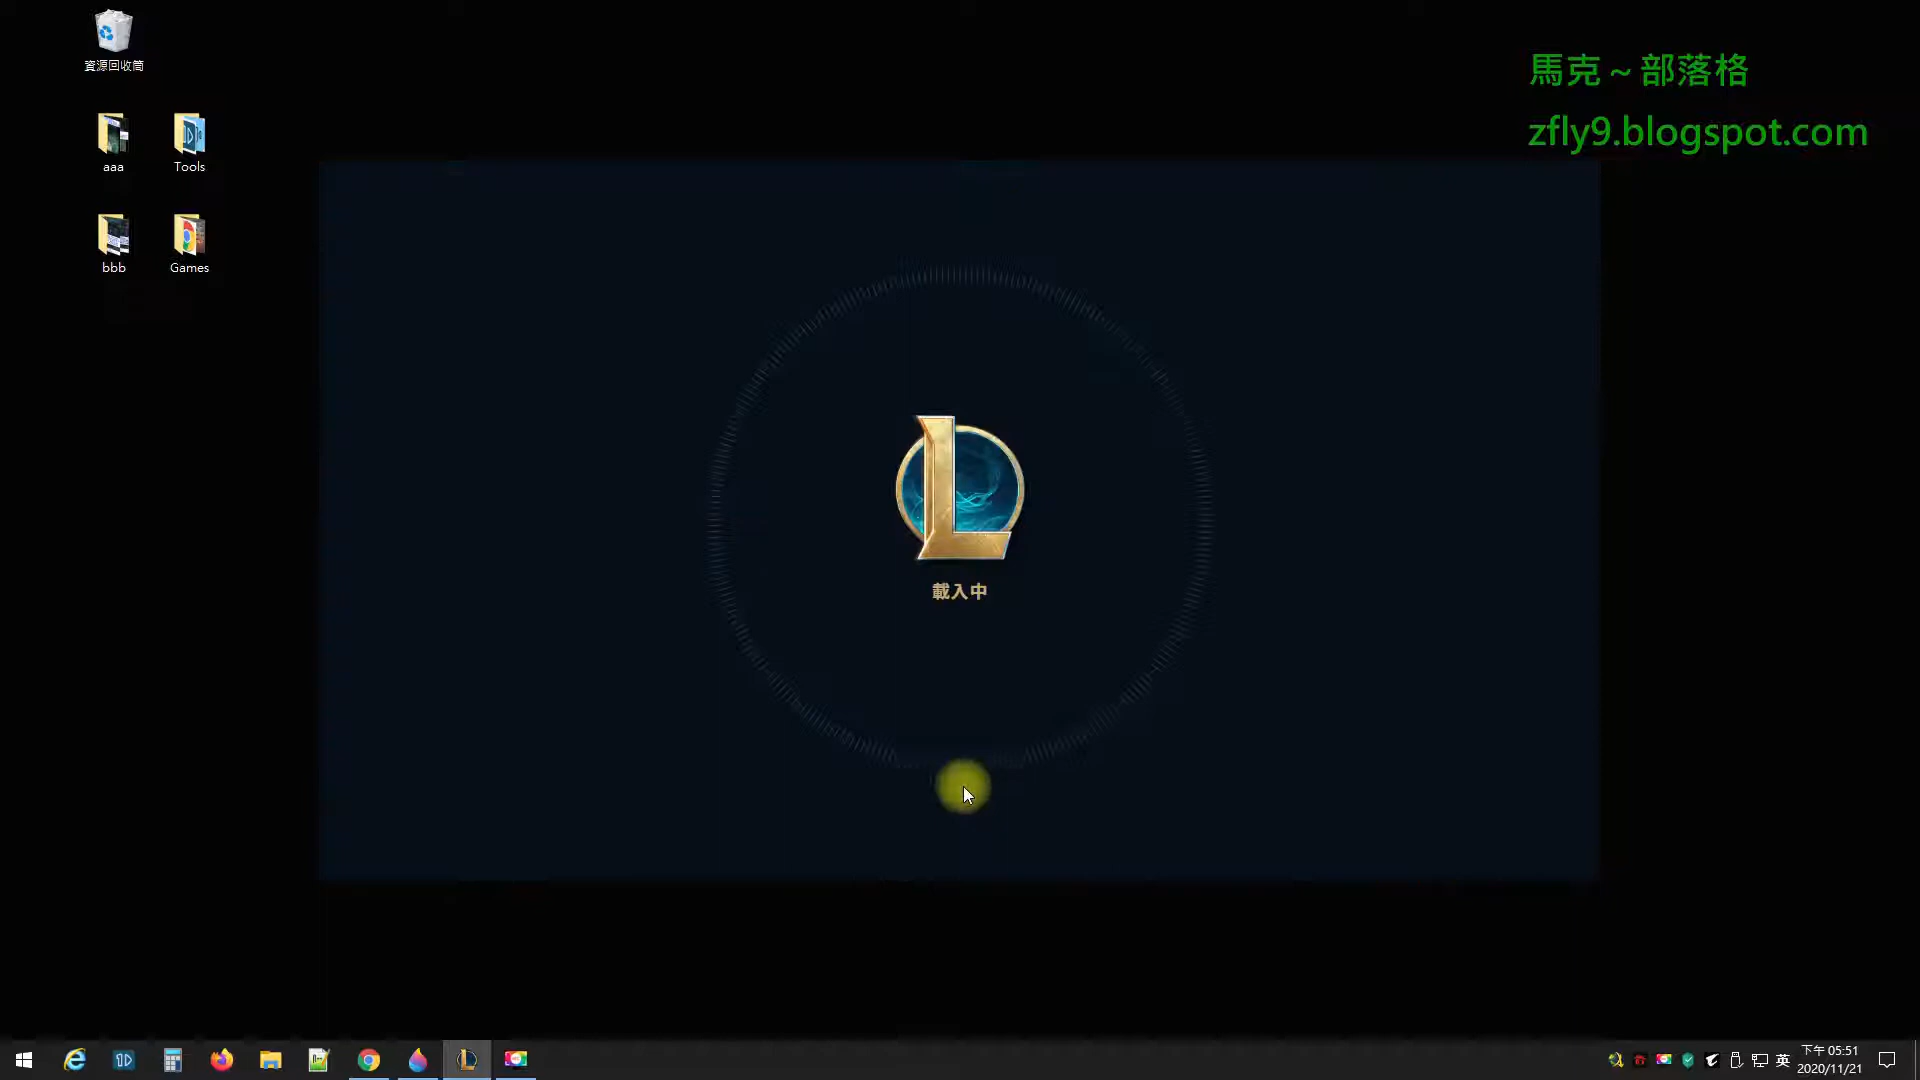 資源回收筒
馬克～部落格
zfly9.blogspot.com
aaa
Tools
bbb
Games
載入中
英
下午 05:51
2020/11/21